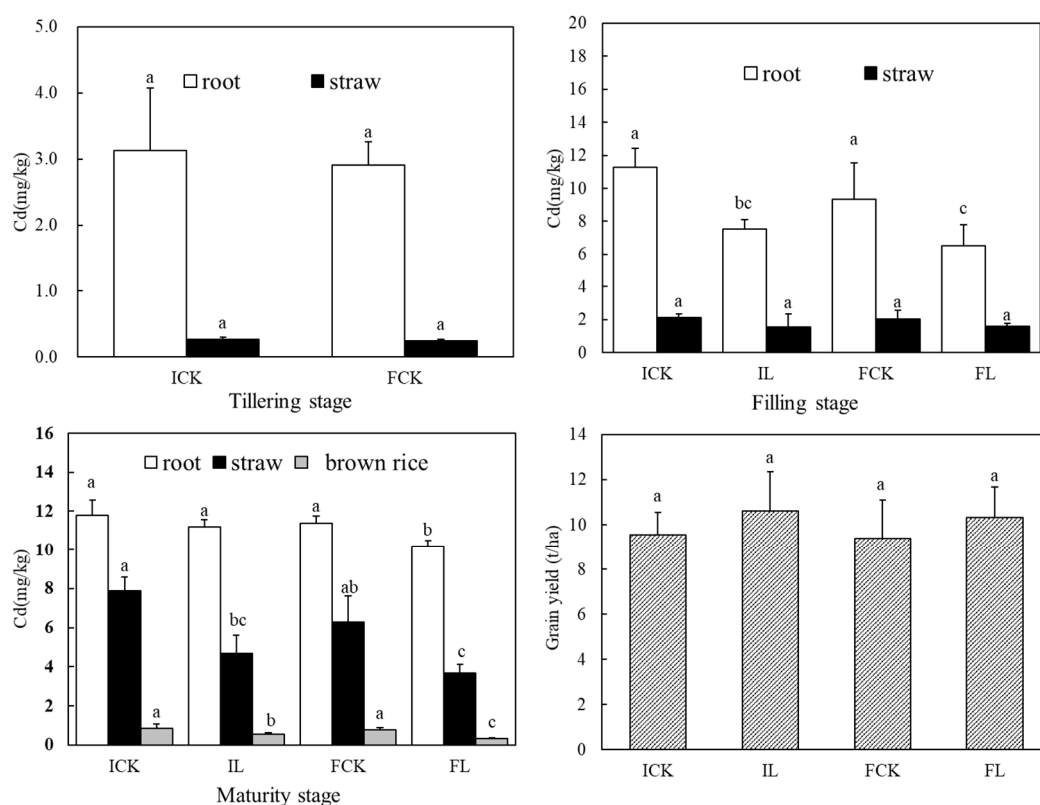 5.0
4.0
3.0
2.0
1.0
0.0
Cd(mg/kg)
root straw
a a
a a
ICK FCK
Tillering stage
20
18
16
14
12
10
8
6
4
2
0
Cd(mg/kg)
root straw
a bc a c
a a a a
ICK IL FCK FL
Filling stage
16
14
12
10
8
6
4
2
0
Cd(mg/kg)
root straw brown rice
a a a b
a bc ab c
a b a c
ICK IL FCK FL
Maturity stage
14
12
10
8
6
4
2
0
Grain yield (t/ha)
a a a a
ICK IL FCK FL